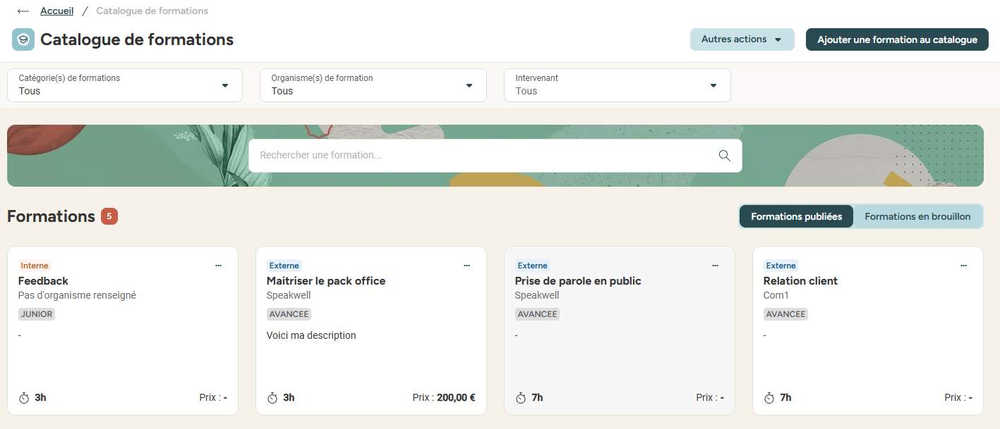 ← Accueil / Catalogue de formations
Catalogue de formations
Autres actions
Ajouter une formation au catalogue
Catégorie(s) de formations
Tous
Organisme(s) de formation
Tous
Intervenant
Tous
Rechercher une formation...
Formations 5
Formations publiées
Formations en brouillon
Interne
...
Feedback
Pas d'organisme renseigné
JUNIOR
-
3h
Prix : -
Externe
...
Maitriser le pack office
Speakwell
AVANCEE
Voici ma description
3h
Prix : 200,00 €
Externe
...
Prise de parole en public
Speakwell
AVANCEE
-
7h
Prix : -
Externe
...
Relation client
Com1
AVANCEE
-
7h
Prix : -